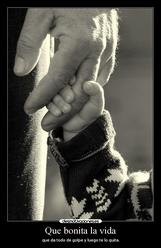 Que bonita la vida
que da todo de golpe y luego te lo quita.